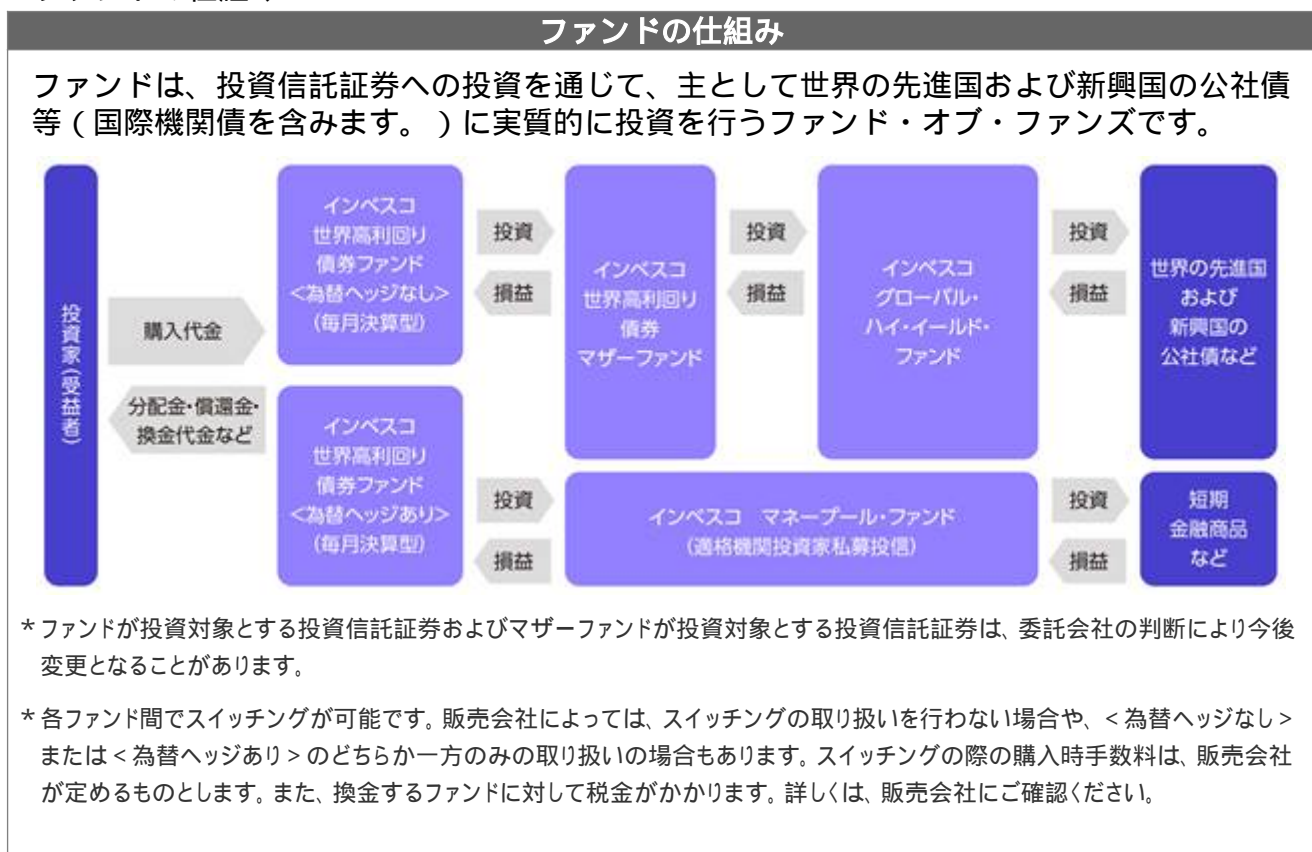 ファンドの仕組み
ファンドは、投資信託証券への投資を通じて、主として世界の先進国および新興国の公社債
等(国際機関債を含みます。)に実質的に投資を行うファンド・オブ・ファンズです。
投資家(受益者)
購入代金
分配金・償還金・
換金代金など
インベスコ
世界高利回り
債券ファンド
<為替ヘッジなし>
(毎月決算型)
インベスコ
世界高利回り
債券ファンド
<為替ヘッジあり>
(毎月決算型)
投資
損益
投資
損益
インベスコ
世界高利回り
債券
マザーファンド
投資
損益
インベスコ
グローバル・
ハイ・イールド・
ファンド
投資
損益
世界の先進国
および
新興国の
公社債など
インベスコ マネープール・ファンド
(適格機関投資家私募投信)
投資
損益
短期
金融商品
など
*ファンドが投資対象とする投資信託証券およびマザーファンドが投資対象とする投資信託証券は、委託会社の判断により今後
変更となることがあります。
*各ファンド間でスイッチングが可能です。販売会社によっては、スイッチングの取り扱いを行わない場合や、<為替ヘッジなし>
または<為替ヘッジあり>のどちらか一方のみの取り扱いの場合もあります。スイッチングの際の購入時手数料は、販売会社
が定めるものとします。また、換金するファンドに対して税金がかかります。詳しくは、販売会社にご確認ください。